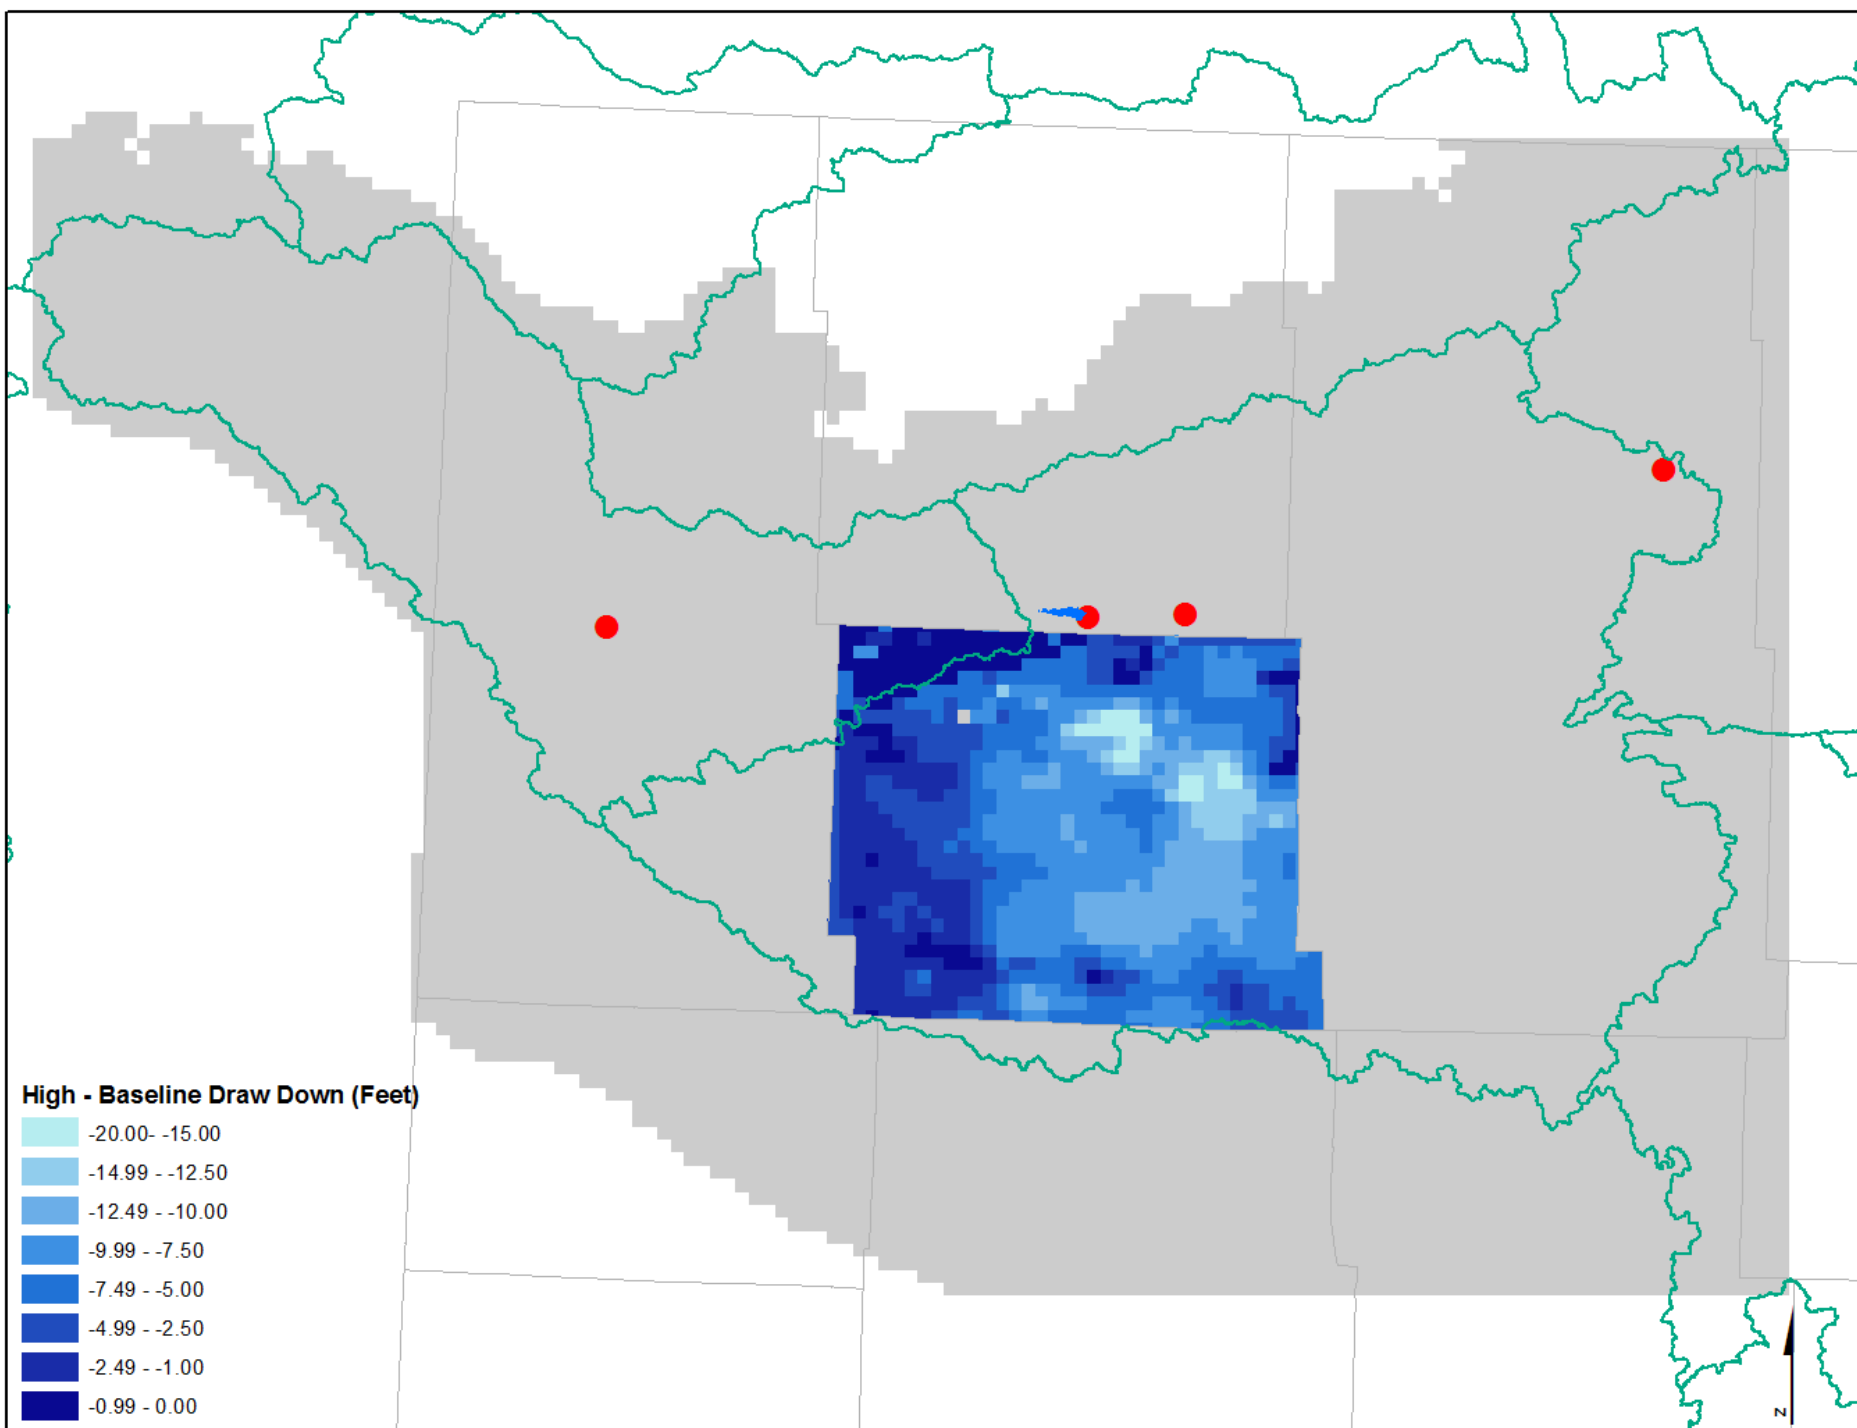 High - Baseline Draw Down (Feet)
-20.00- -15.00
-14.99 - -12.50
-12.49 - -10.00
-9.99 - -7.50
-7.49 - -5.00
-4.99 - -2.50
-2.49 - -1.00
-0.99 - 0.00
N